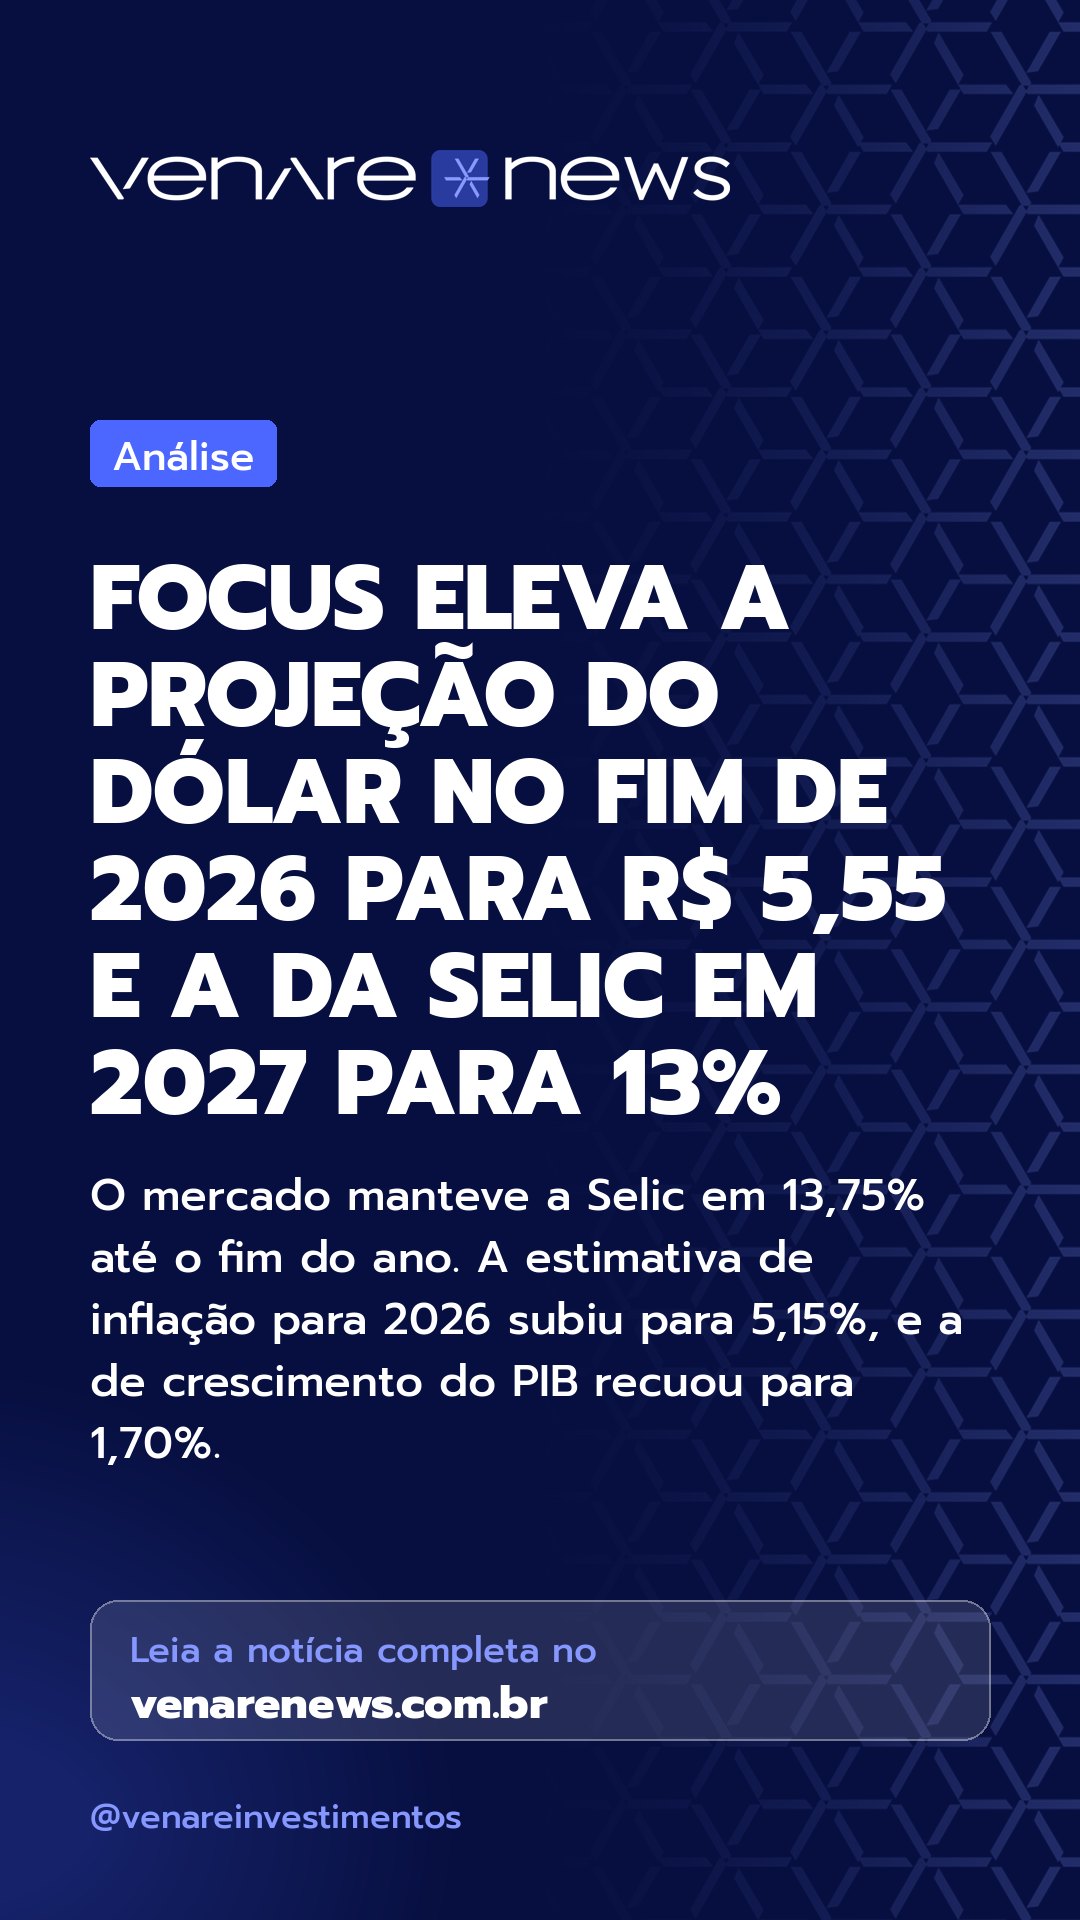 venare news
Análise
FOCUS ELEVA A
PROJEÇÃO DO
DÓLAR NO FIM DE
2026 PARA R$ 5,55
E A DA SELIC EM
2027 PARA 13%
O mercado manteve a Selic em 13,75%
até o fim do ano. A estimativa de
inflação para 2026 subiu para 5,15%, e a
de crescimento do PIB recuou para
1,70%.
Leia a notícia completa no
venarenews.com.br
@venareinvestimentos